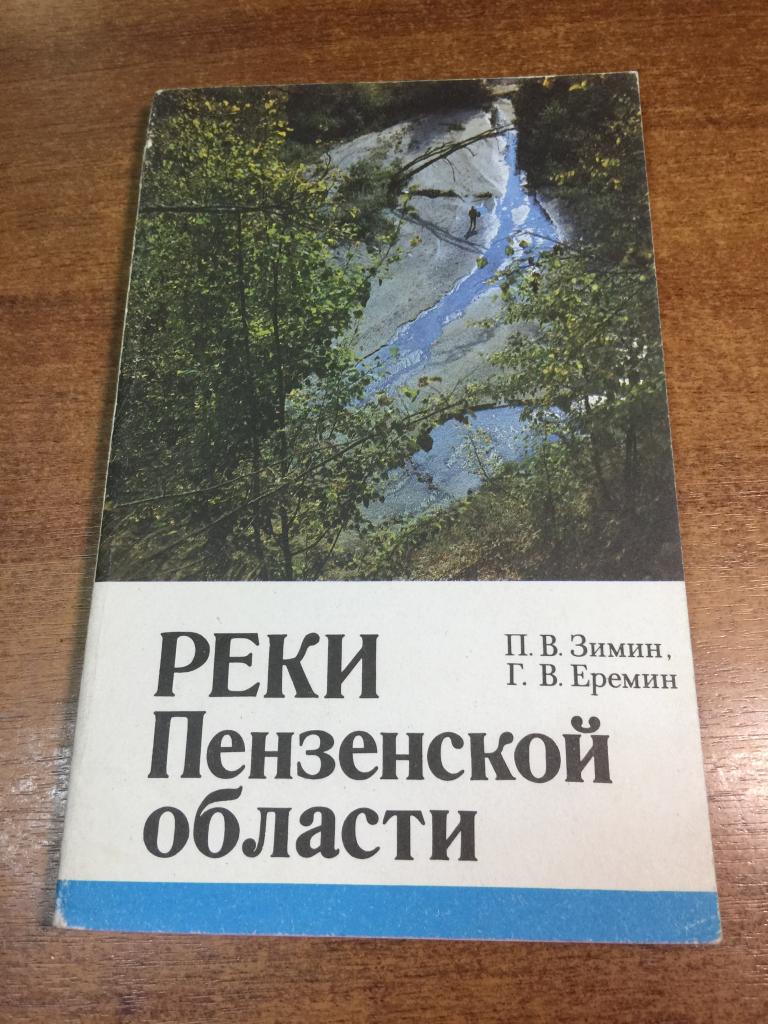 П. В. Зимин,
Г. В. Еремин
РЕКИ
Пензенской
области